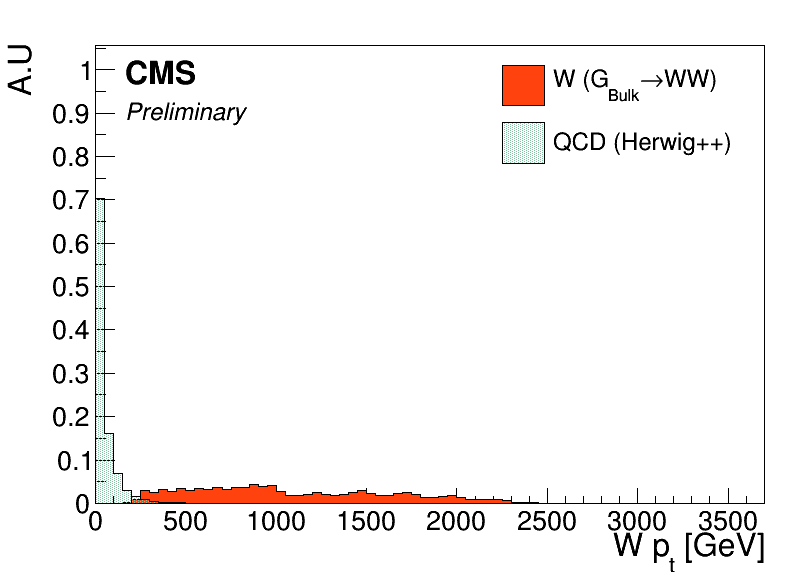 A.U
CMS
Preliminary
W (G_Bulk→WW)
QCD (Herwig++)
1
0.9
0.8
0.7
0.6
0.5
0.4
0.3
0.2
0.1
0
0 500 1000 1500 2000 2500 3000 3500
W p_t [GeV]